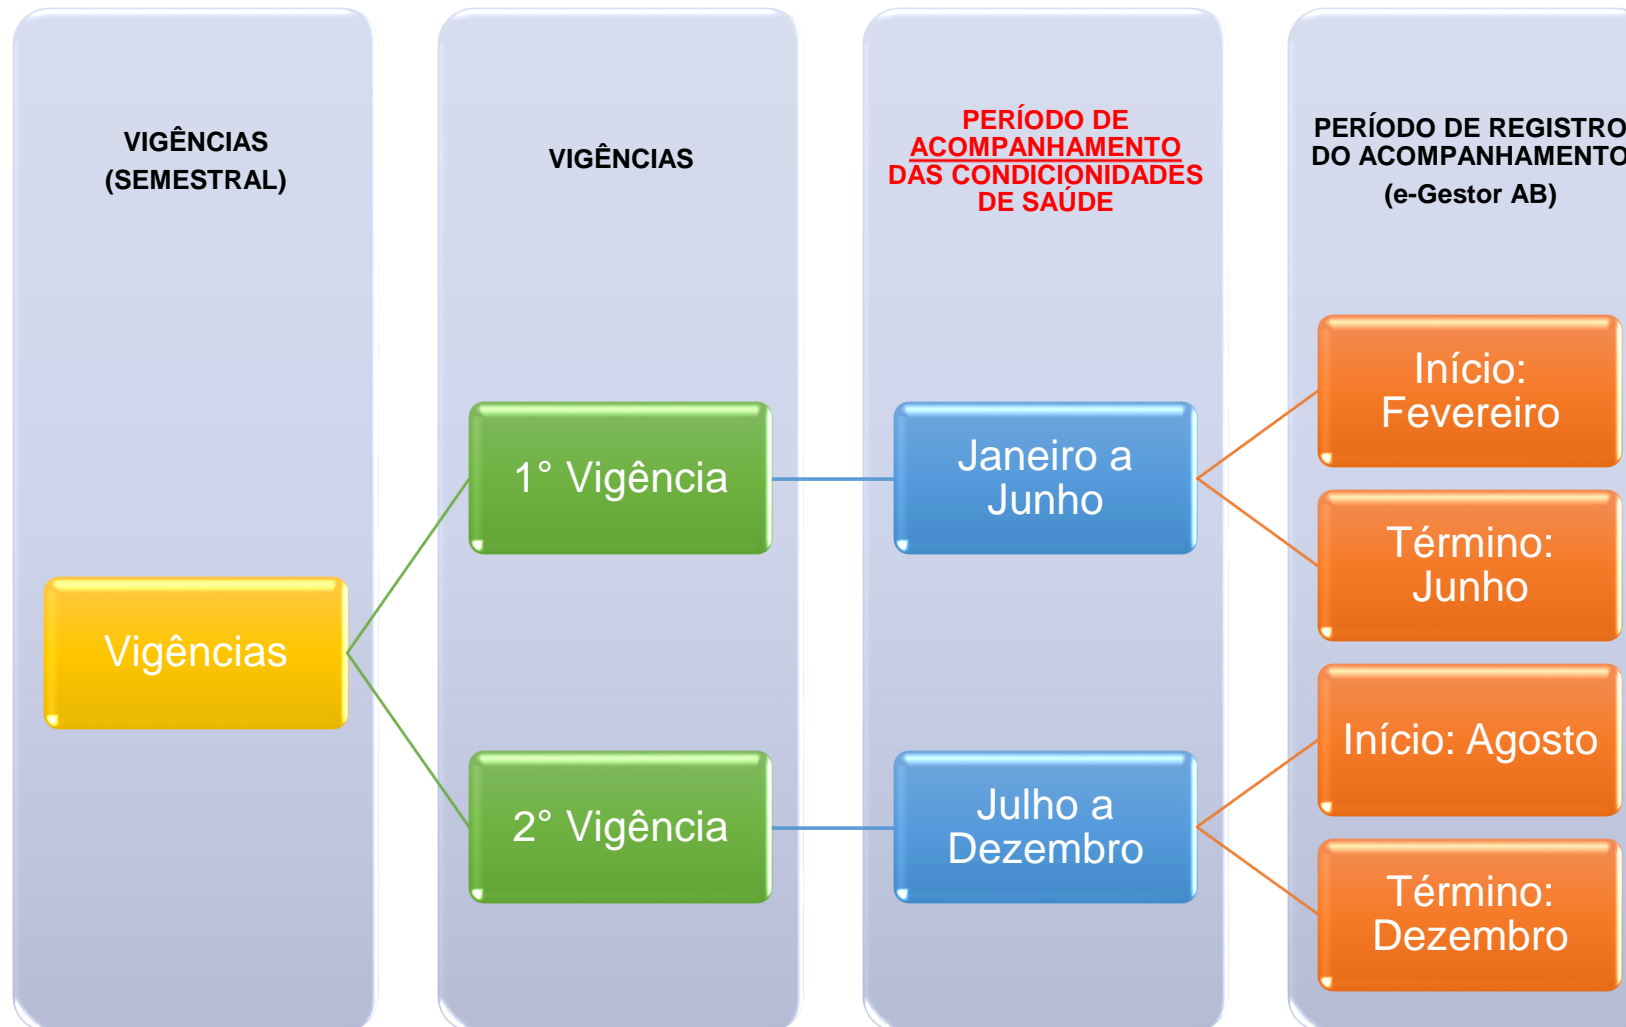 VIGÊNCIAS
(SEMESTRAL)
VIGÊNCIAS
PERÍODO DE
ACOMPANHAMENTO
DAS CONDICIONIDADES
DE SAÚDE
PERÍODO DE REGISTRO
DO ACOMPANHAMENTO
(e-Gestor AB)
Vigências
1° Vigência
2° Vigência
Janeiro a
Junho
Julho a
Dezembro
Início:
Fevereiro
Término:
Junho
Início: Agosto
Término:
Dezembro